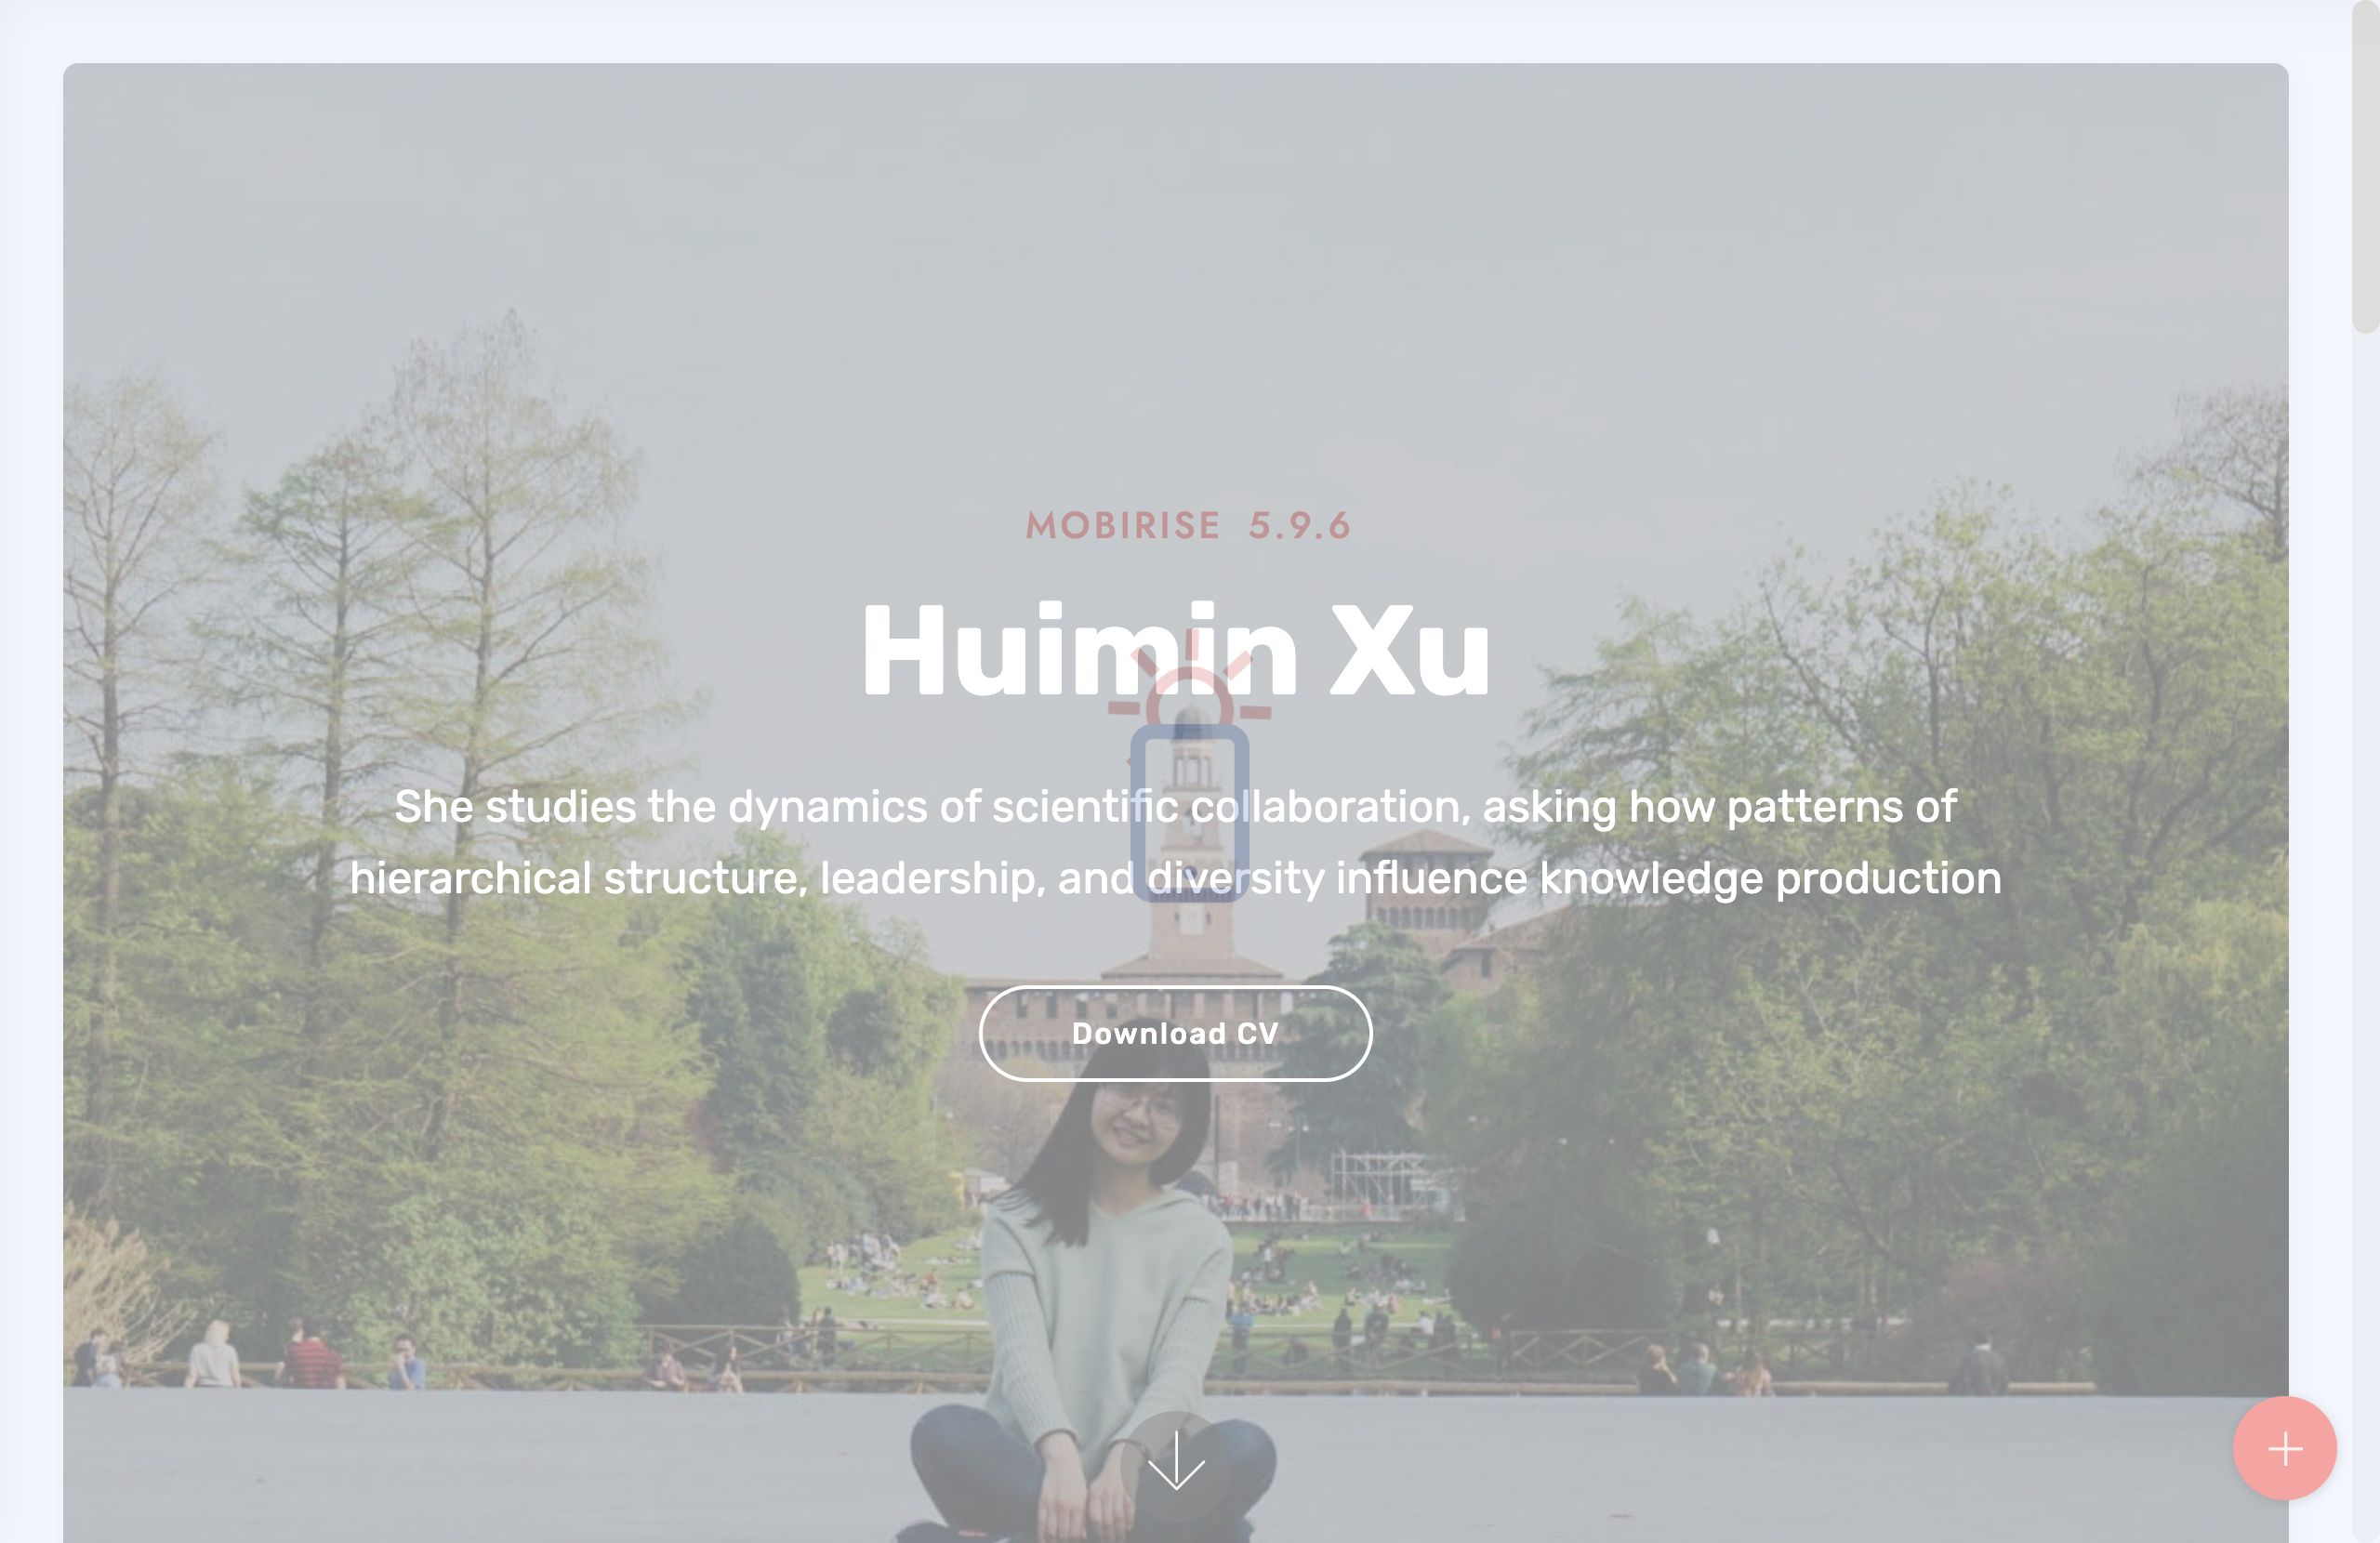 MOBIRISE 5.9.6
Huimin Xu
She studies the dynamics of scientific collaboration, asking how patterns of
hierarchical structure, leadership, and diversity influence knowledge production
Download CV